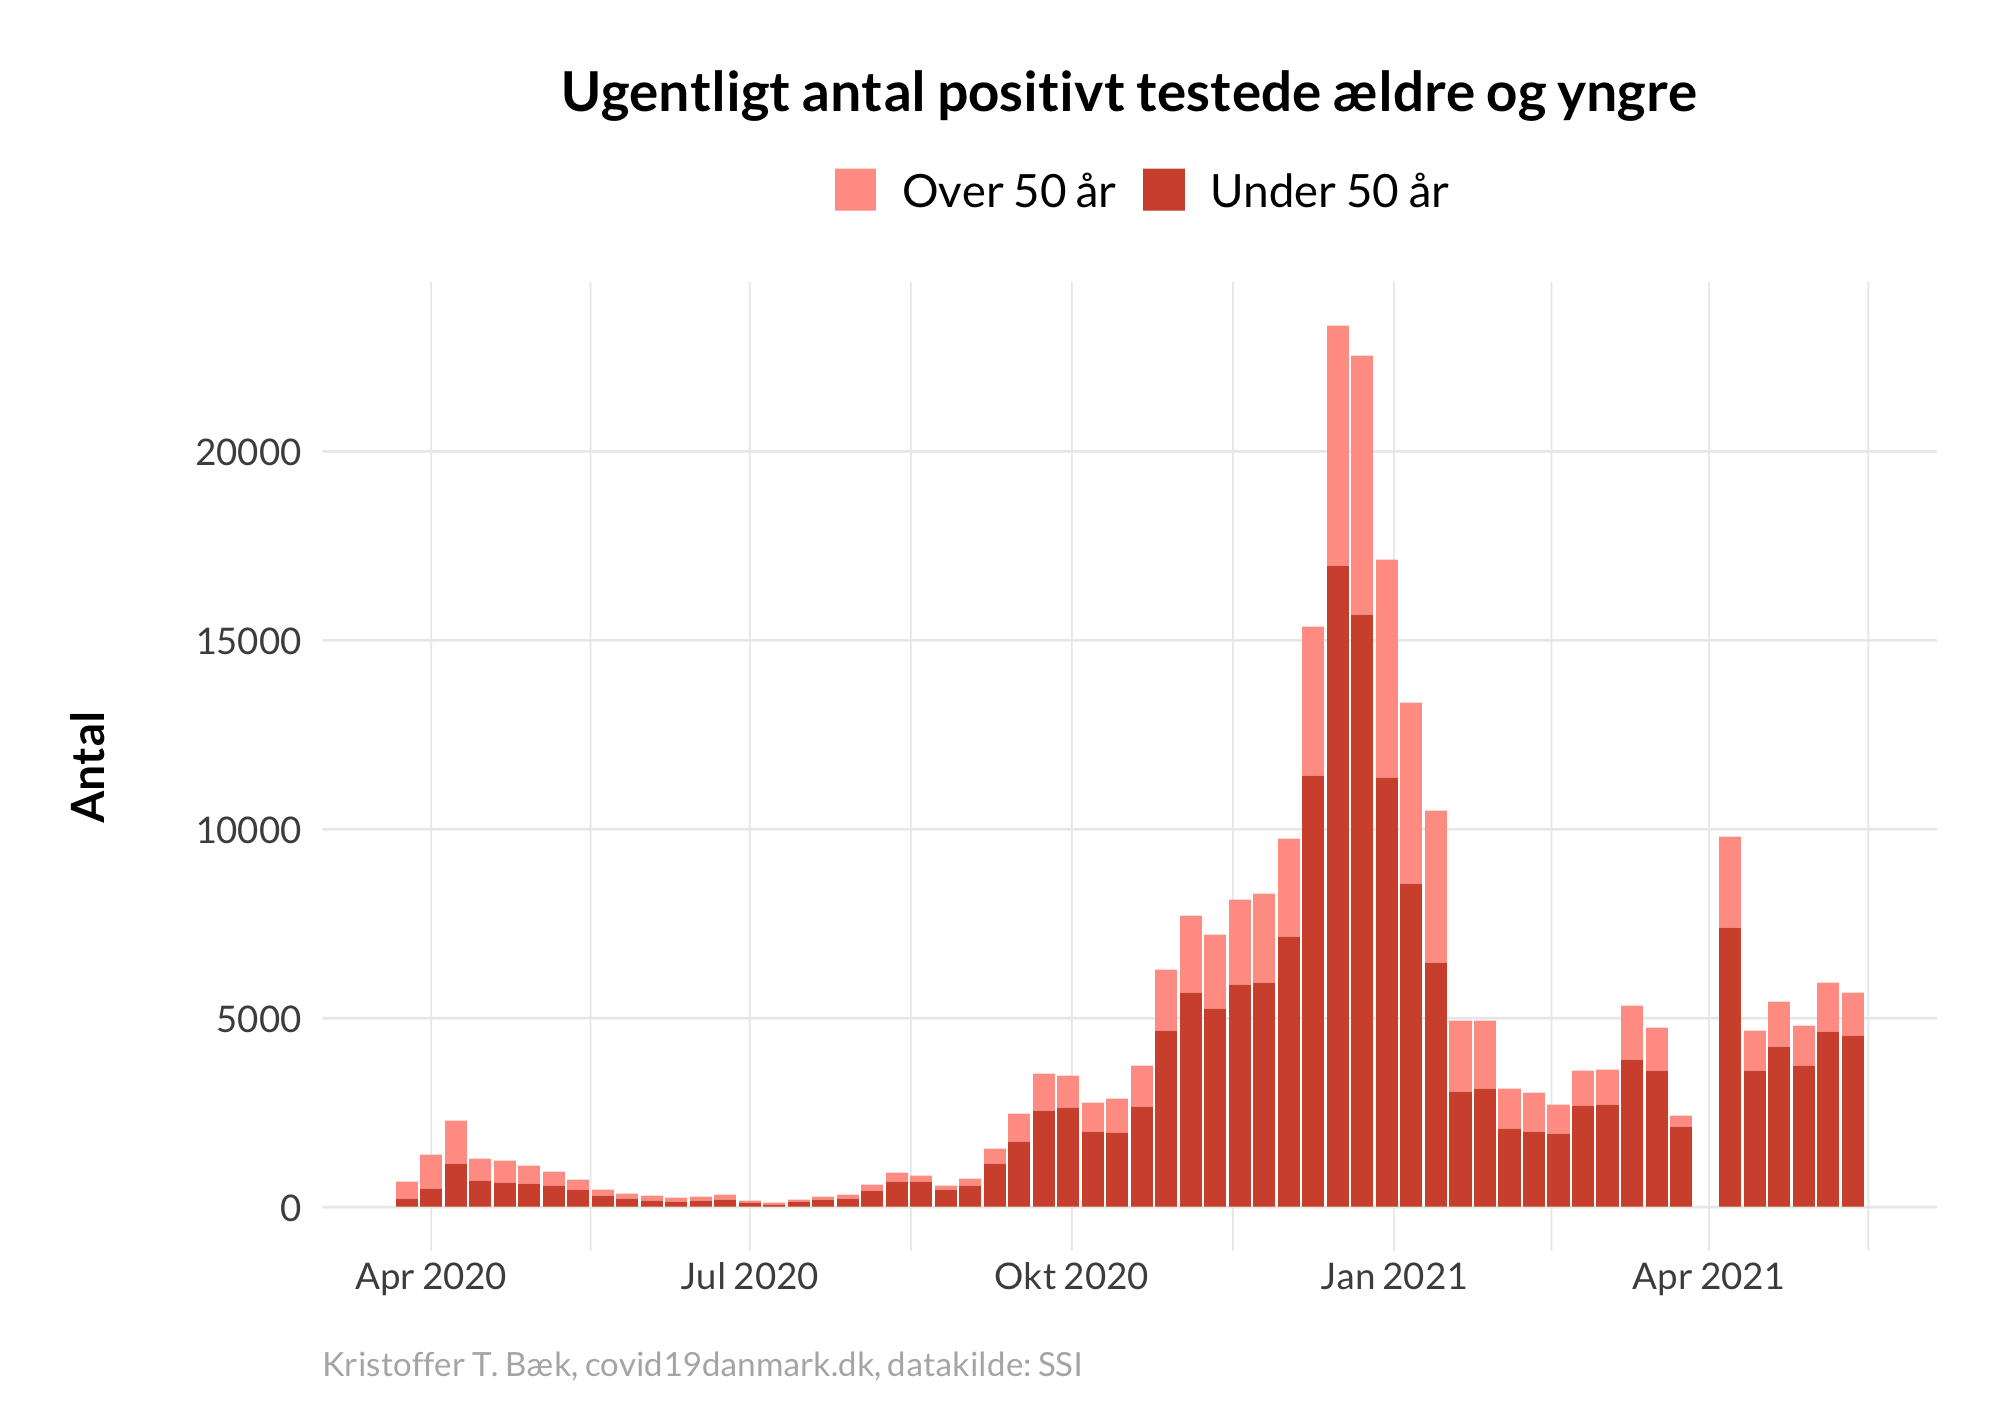 Ugentligt antal positivt testede ældre og yngre
Over 50 år Under 50 år
Antal
20000
15000
10000
5000
0
Apr 2020 Jul 2020 Okt 2020 Jan 2021 Apr 2021
Kristoffer T. Bæk, covid19danmark.dk, datakilde: SSI